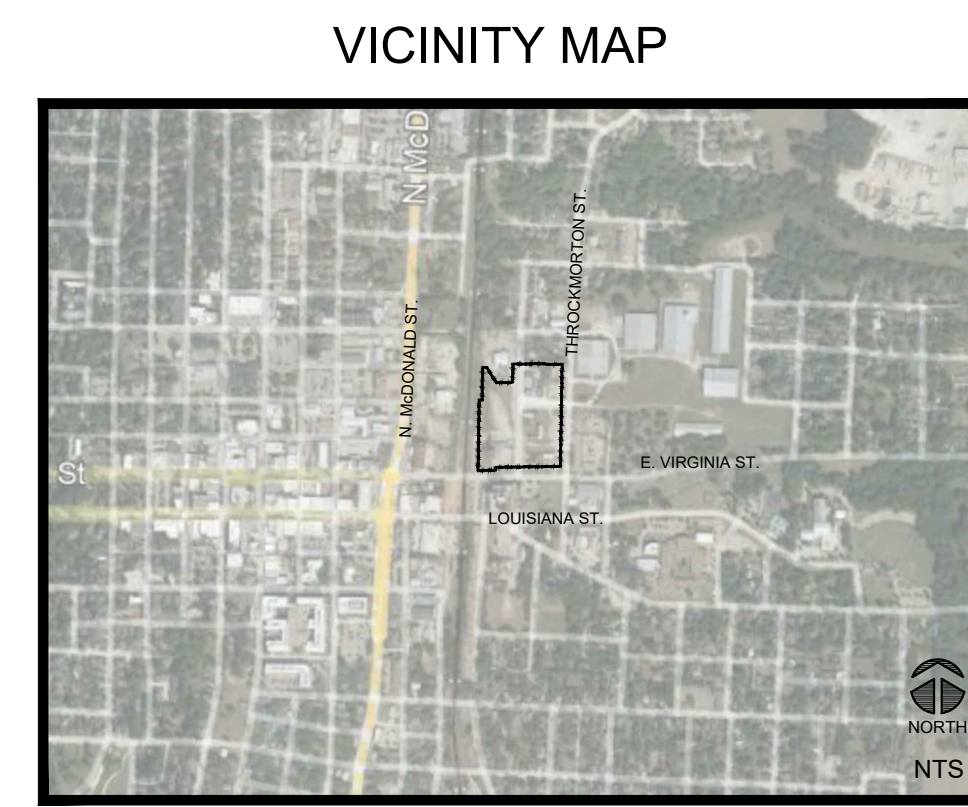 VICINITY MAP
N McD
THROCKMORTON ST.
N. McDONALD ST.
E. VIRGINIA ST.
St
LOUISIANA ST.
NORTH
NTS